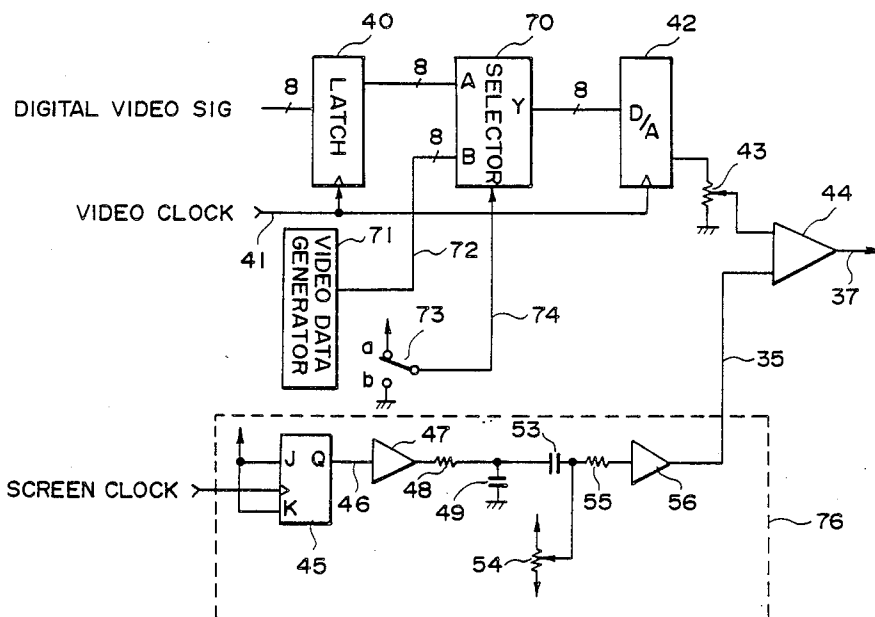 40
70
42
8
8
8
DIGITAL VIDEO SIG
LATCH
A
SELECTOR
Y
D/A
43
8
B
VIDEO CLOCK
41
44
37
71
VIDEO DATA
GENERATOR
72
73
74
a
b
35
47
53
J
Q
SCREEN CLOCK
K
46
48
49
55
56
76
45
54